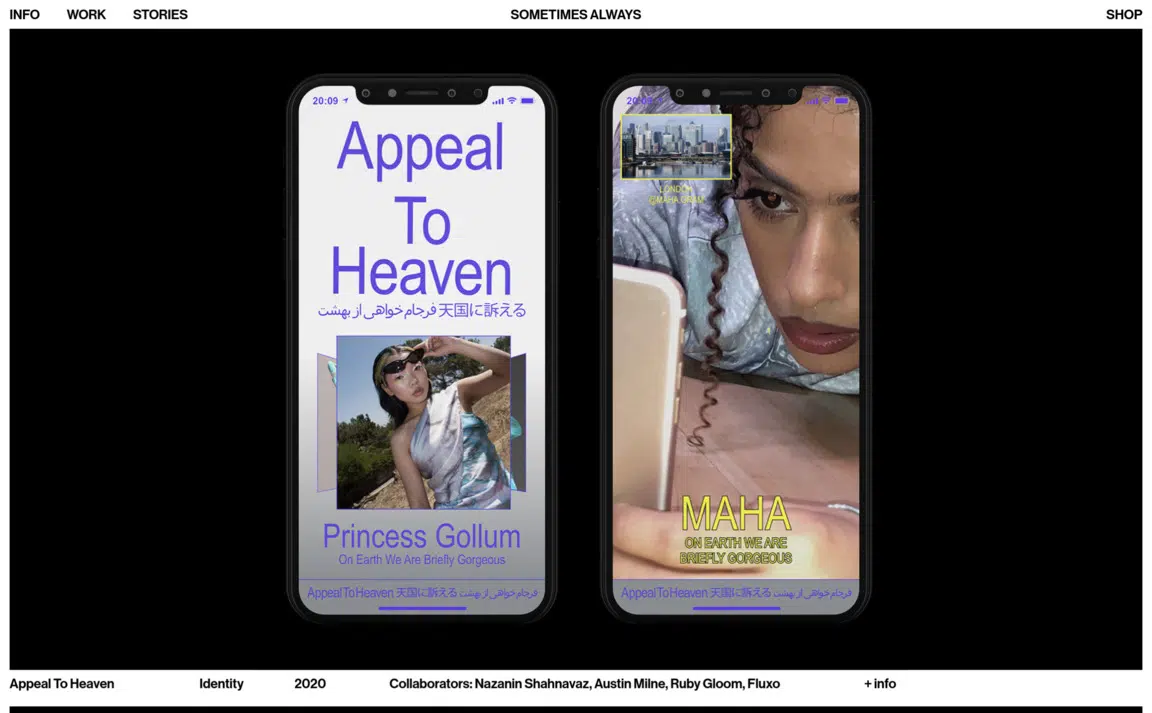 INFO WORK STORIES SOMETIMES ALWAYS SHOP
20:09
Appeal
To
Heaven
فرجام‌خواهی از بهشت 天国に訴える
Princess Gollum
On Earth We Are Briefly Gorgeous
Appeal To Heaven 天国に訴える فرجام‌خواهی از بهشت
20:09
LONDON
MAHA
ON EARTH WE ARE
BRIEFLY GORGEOUS
Appeal To Heaven 天国に訴える فرجام‌خواهی از بهشت
Appeal To Heaven Identity 2020 Collaborators: Nazanin Shahnavaz, Austin Milne, Ruby Gloom, Fluxo + info